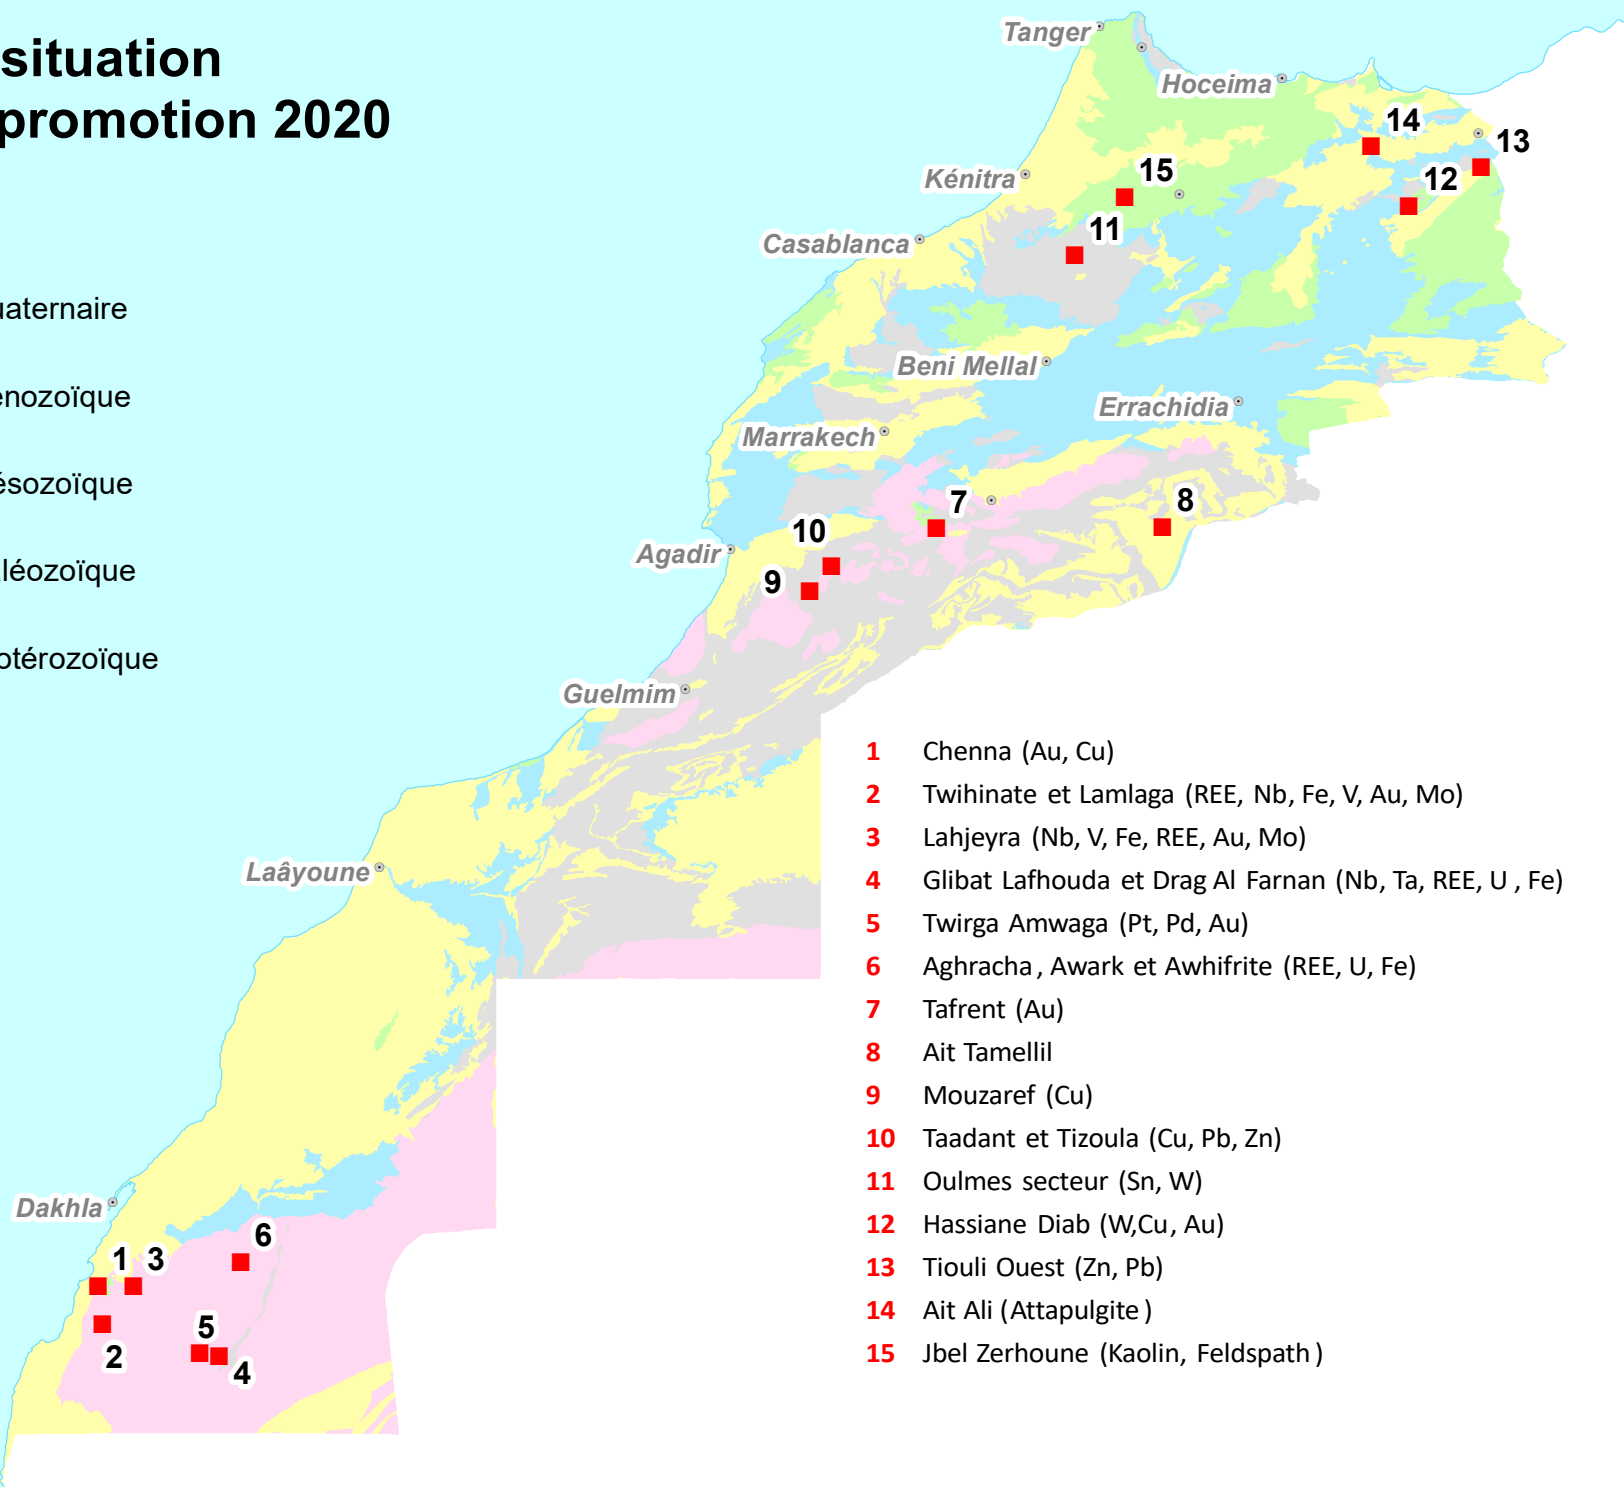 situation
promotion 2020
uaternaire
enozoïque
ésozoïque
léozoïque
otérozoïque
Tanger
Hoceima
14
13
Kénitra
15
12
11
Casablanca
Beni Mellal
Errachidia
Marrakech
7
8
10
Agadir
9
Guelmim
Laâyoune
Dakhla
6
1
3
5
2
4
1 Chenna (Au, Cu)
2 Twihinate et Lamlaga (REE, Nb, Fe, V, Au, Mo)
3 Lahjeyra (Nb, V, Fe, REE, Au, Mo)
4 Glibat Lafhouda et Drag Al Farnan (Nb, Ta, REE, U , Fe)
5 Twirga Amwaga (Pt, Pd, Au)
6 Aghracha , Awark et Awhifrite (REE, U, Fe)
7 Tafrent (Au)
8 Ait Tamellil
9 Mouzaref (Cu)
10 Taadant et Tizoula (Cu, Pb, Zn)
11 Oulmes secteur (Sn, W)
12 Hassiane Diab (W,Cu, Au)
13 Tiouli Ouest (Zn, Pb)
14 Ait Ali (Attapulgite )
15 Jbel Zerhoune (Kaolin, Feldspath )